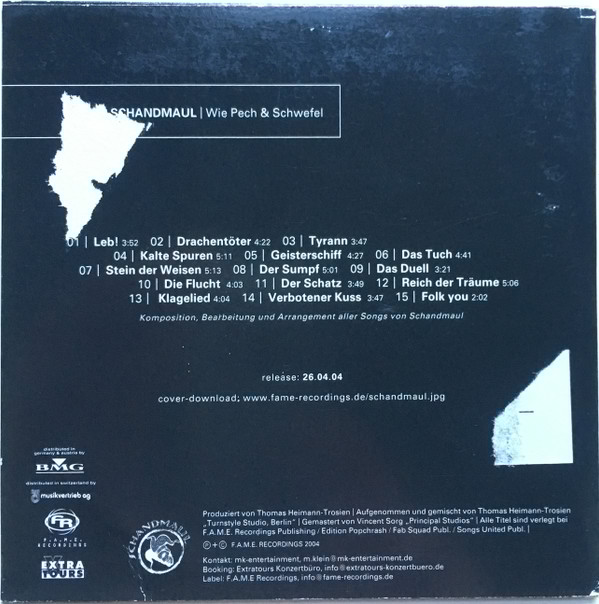 SCHANDMAUL | Wie Pech & Schwefel
01 | Leb! 3:52 02 | Drachentöter 4:22 03 | Tyrann 3:47
04 | Kalte Spuren 5:11 05 | Geisterschiff 4:27 06 | Das Tuch 4:41
07 | Stein der Weisen 5:13 08 | Der Sumpf 5:01 09 | Das Duell 3:21
10 | Die Flucht 4:03 11 | Der Schatz 3:49 12 | Reich der Träume 5:06
13 | Klagelied 4:04 14 | Verbotener Kuss 3:47 15 | Folk you 2:02
Komposition, Bearbeitung und Arrangement aller Songs von Schandmaul
release: 26.04.04
cover-download: www.fame-recordings.de/schandmaul.jpg
distributed in
germany & austria by
BMG
distributed in switzerland by
musikvertrieb ag
FR
F.A.M.E.
RECORDINGS
EXTRA
TOURS
SCHANDMAUL
Produziert von Thomas Heimann-Trosien | Aufgenommen und gemischt von Thomas Heimann-Trosien
„Turnstyle Studio, Berlin" | Gemastert von Vincent Sorg „Principal Studios" | Alle Titel sind verlegt bei
F.A.M.E. Recordings Publishing / Edition Popchrash / Fab Squad Publ. / Songs United Publ. |
℗ + © F.A.M.E. RECORDINGS 2004
Kontakt: mk-entertainment, m.klein@mk-entertainment.de
Booking: Extratours Konzertbüro, info@extratours-konzertbuero.de
Label: F.A.M.E Recordings, info@fame-recordings.de